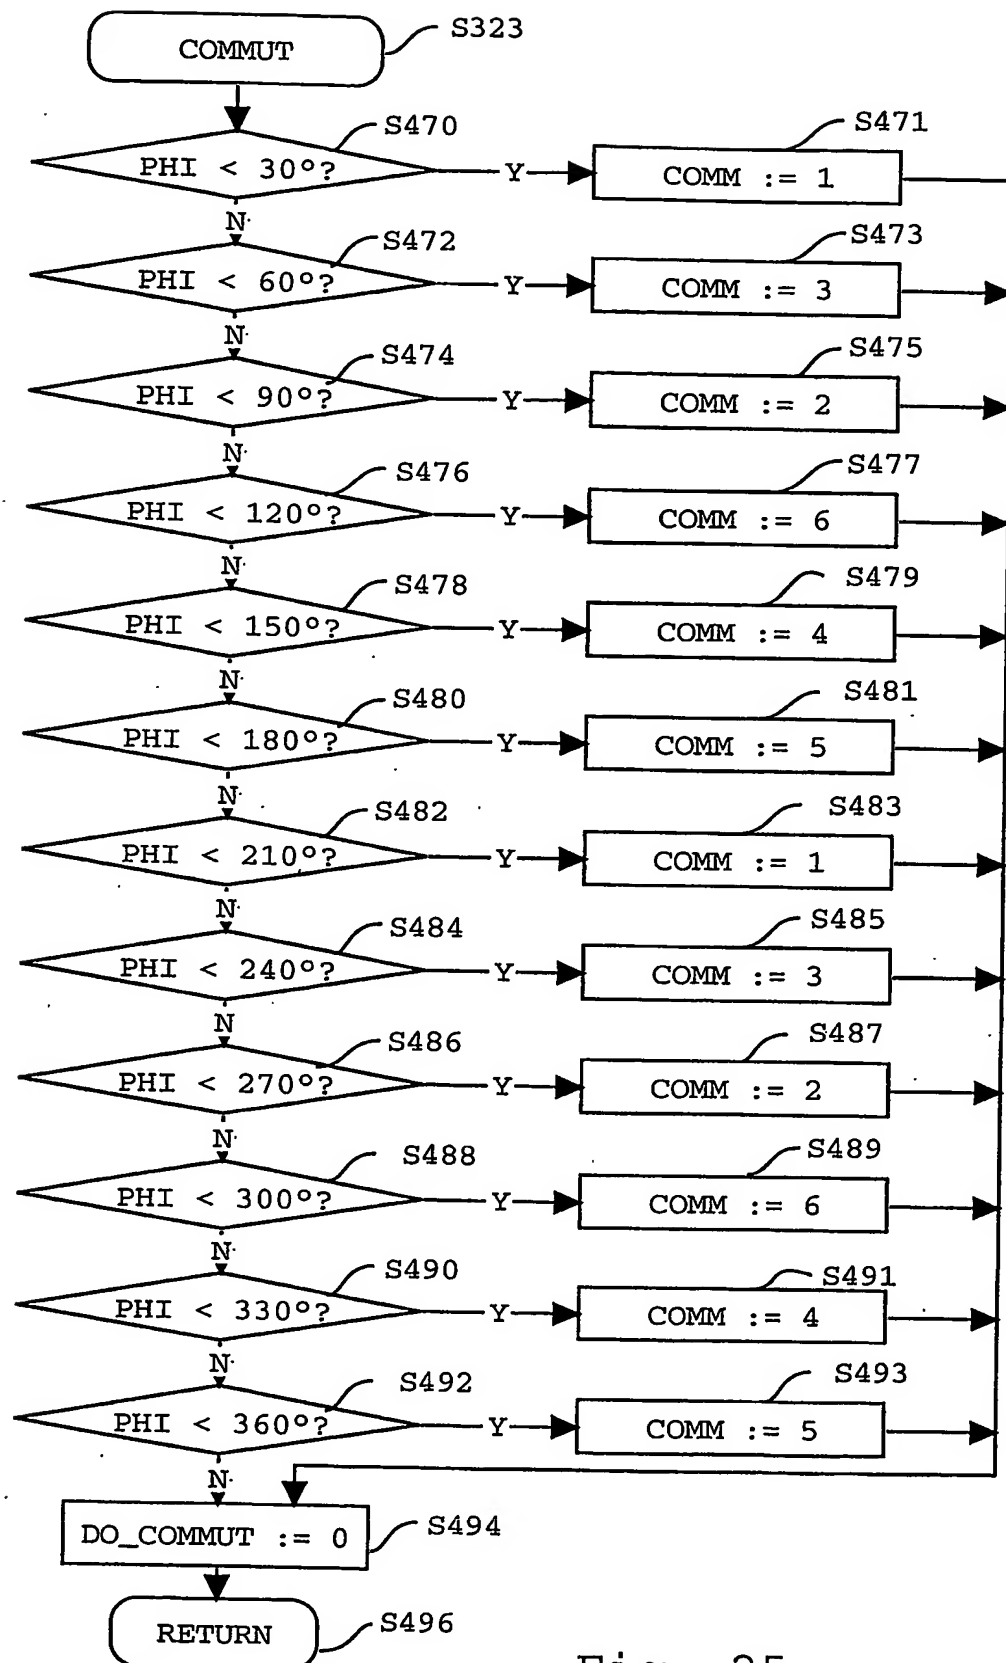 COMMUT S323
S470 S471
PHI < 30°? Y COMM := 1
N
S472 S473
PHI < 60°? Y COMM := 3
N
S474 S475
PHI < 90°? Y COMM := 2
N
S476 S477
PHI < 120°? Y COMM := 6
N
S478 S479
PHI < 150°? Y COMM := 4
N
S480 S481
PHI < 180°? Y COMM := 5
N
S482 S483
PHI < 210°? Y COMM := 1
N
S484 S485
PHI < 240°? Y COMM := 3
N
S486 S487
PHI < 270°? Y COMM := 2
N
S488 S489
PHI < 300°? Y COMM := 6
N
S490 S491
PHI < 330°? Y COMM := 4
N
S492 S493
PHI < 360°? Y COMM := 5
N
DO_COMMUT := 0 S494
RETURN S496